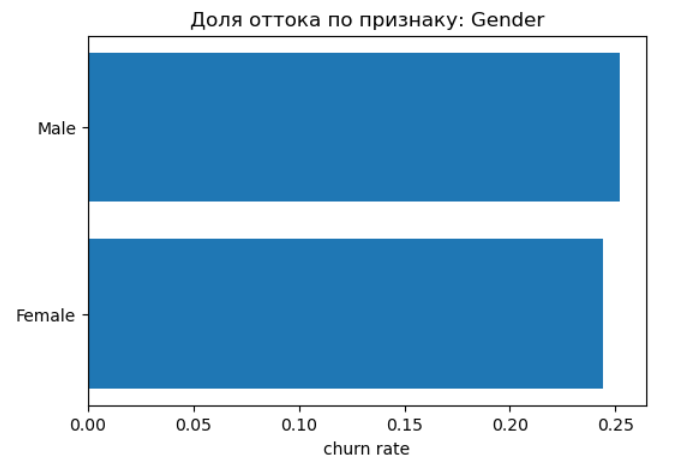 Доля оттока по признаку: Gender
Male
Female
0.00 0.05 0.10 0.15 0.20 0.25
churn rate